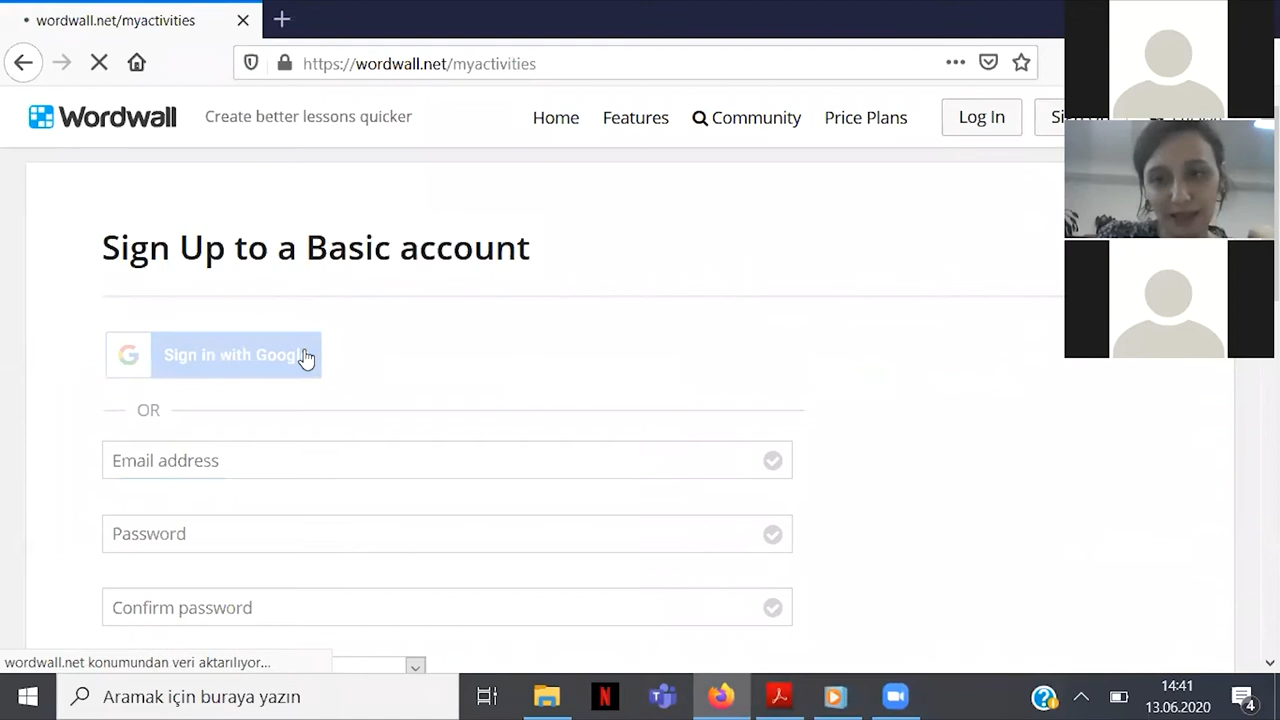 wordwall.net/myactivities
https://wordwall.net/myactivities
Wordwall
Create better lessons quicker
Home
Features
Community
Price Plans
Log In
Sign Up to a Basic account
Sign in with Google
OR
Email address
Password
Confirm password
wordwall.net konumundan veri aktarılıyor...
Aramak için buraya yazın
14:41
13.06.2020
4